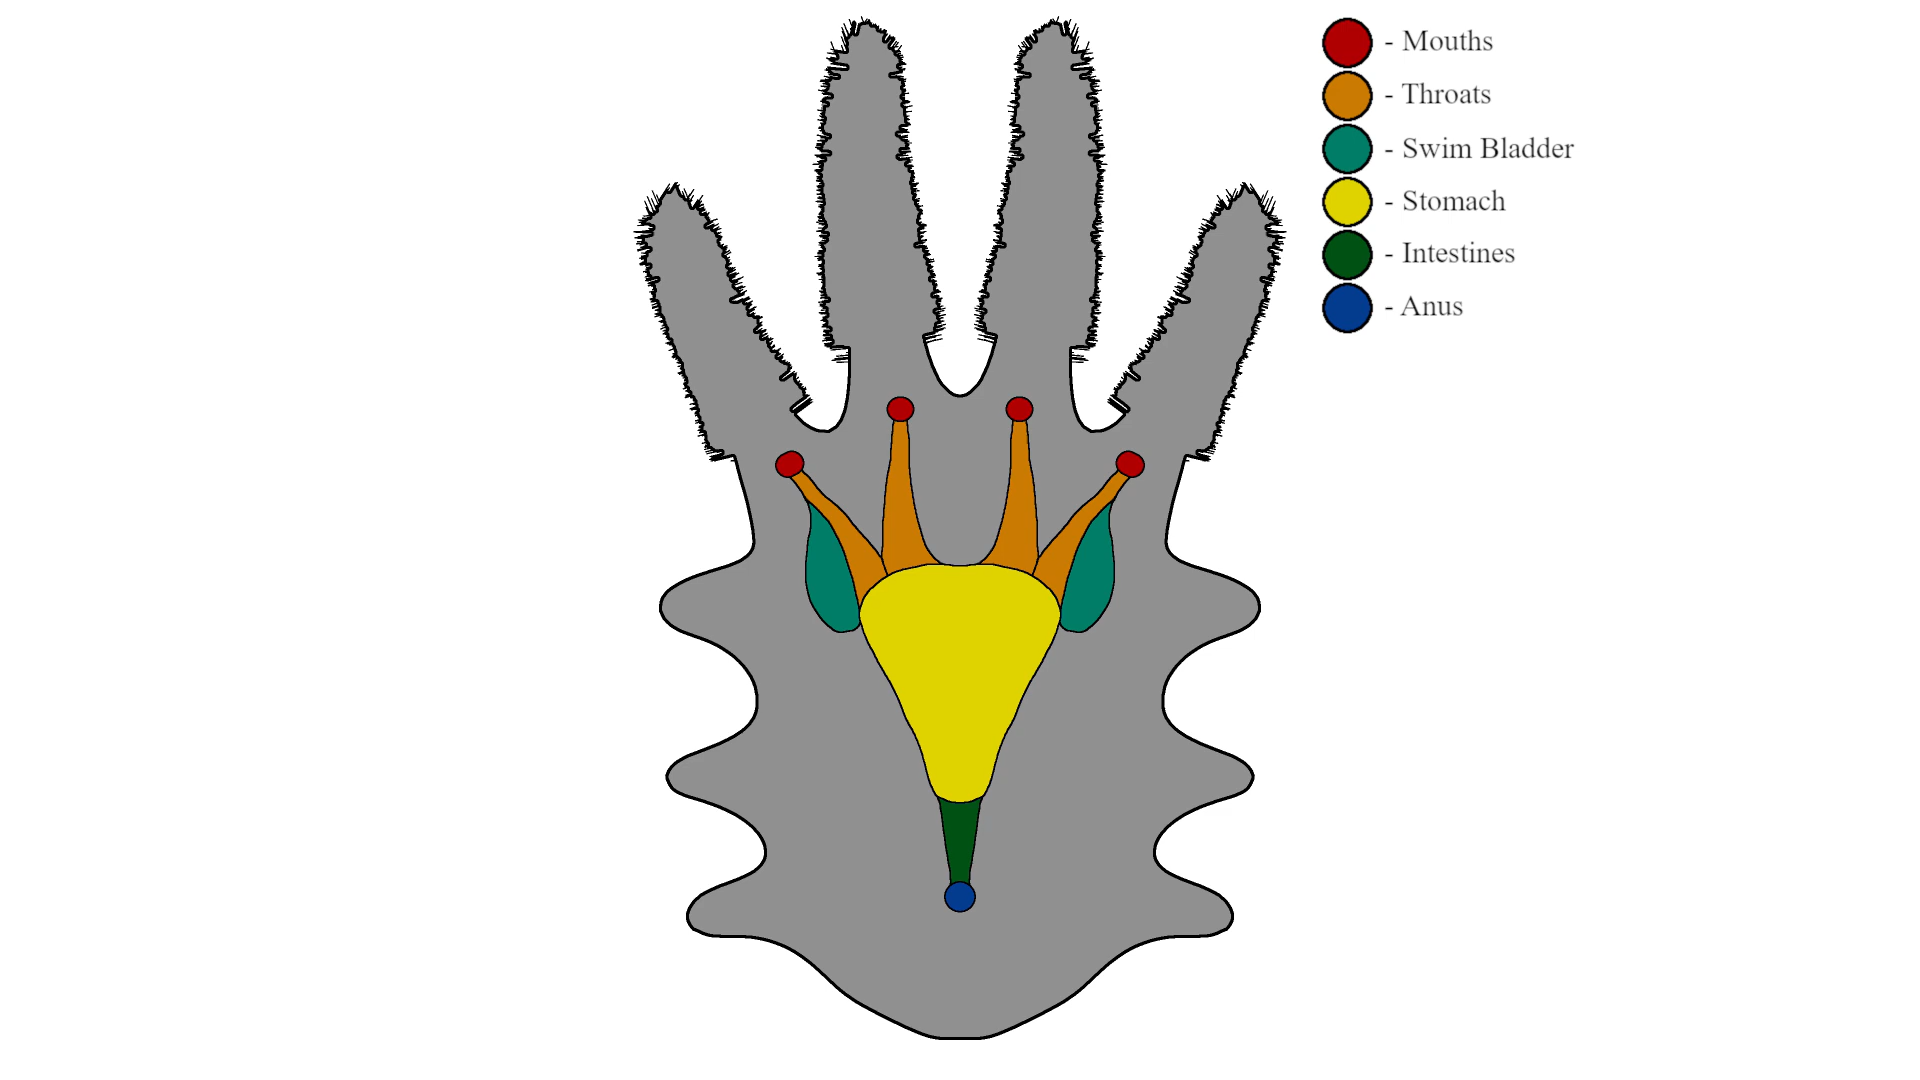 - Mouths
- Throats
- Swim Bladder
- Stomach
- Intestines
- Anus